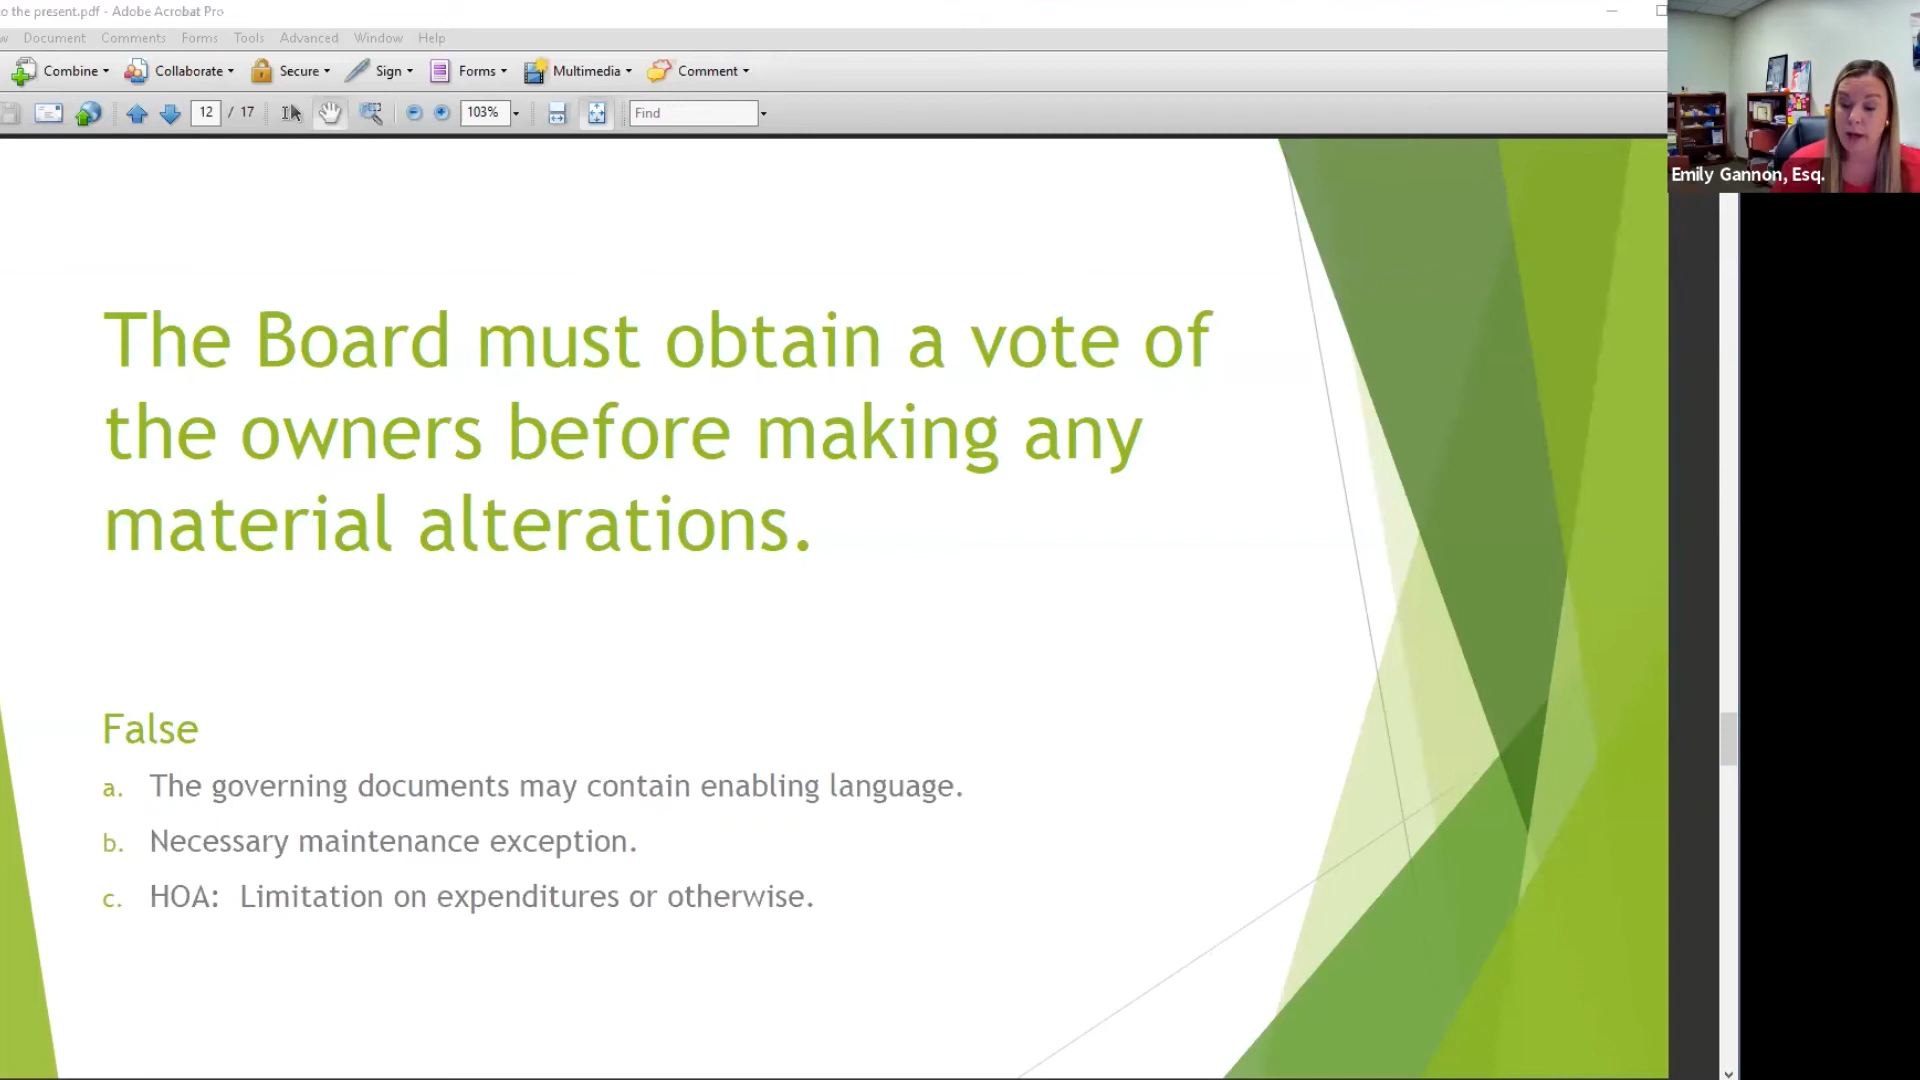 o the present.pdf - Adobe Acrobat Pro
w Document Comments Forms Tools Advanced Window Help
Combine Collaborate Secure Sign Forms Multimedia Comment
12 / 17 103% Find
Emily Gannon, Esq.
The Board must obtain a vote of
the owners before making any
material alterations.
False
a. The governing documents may contain enabling language.
b. Necessary maintenance exception.
c. HOA: Limitation on expenditures or otherwise.